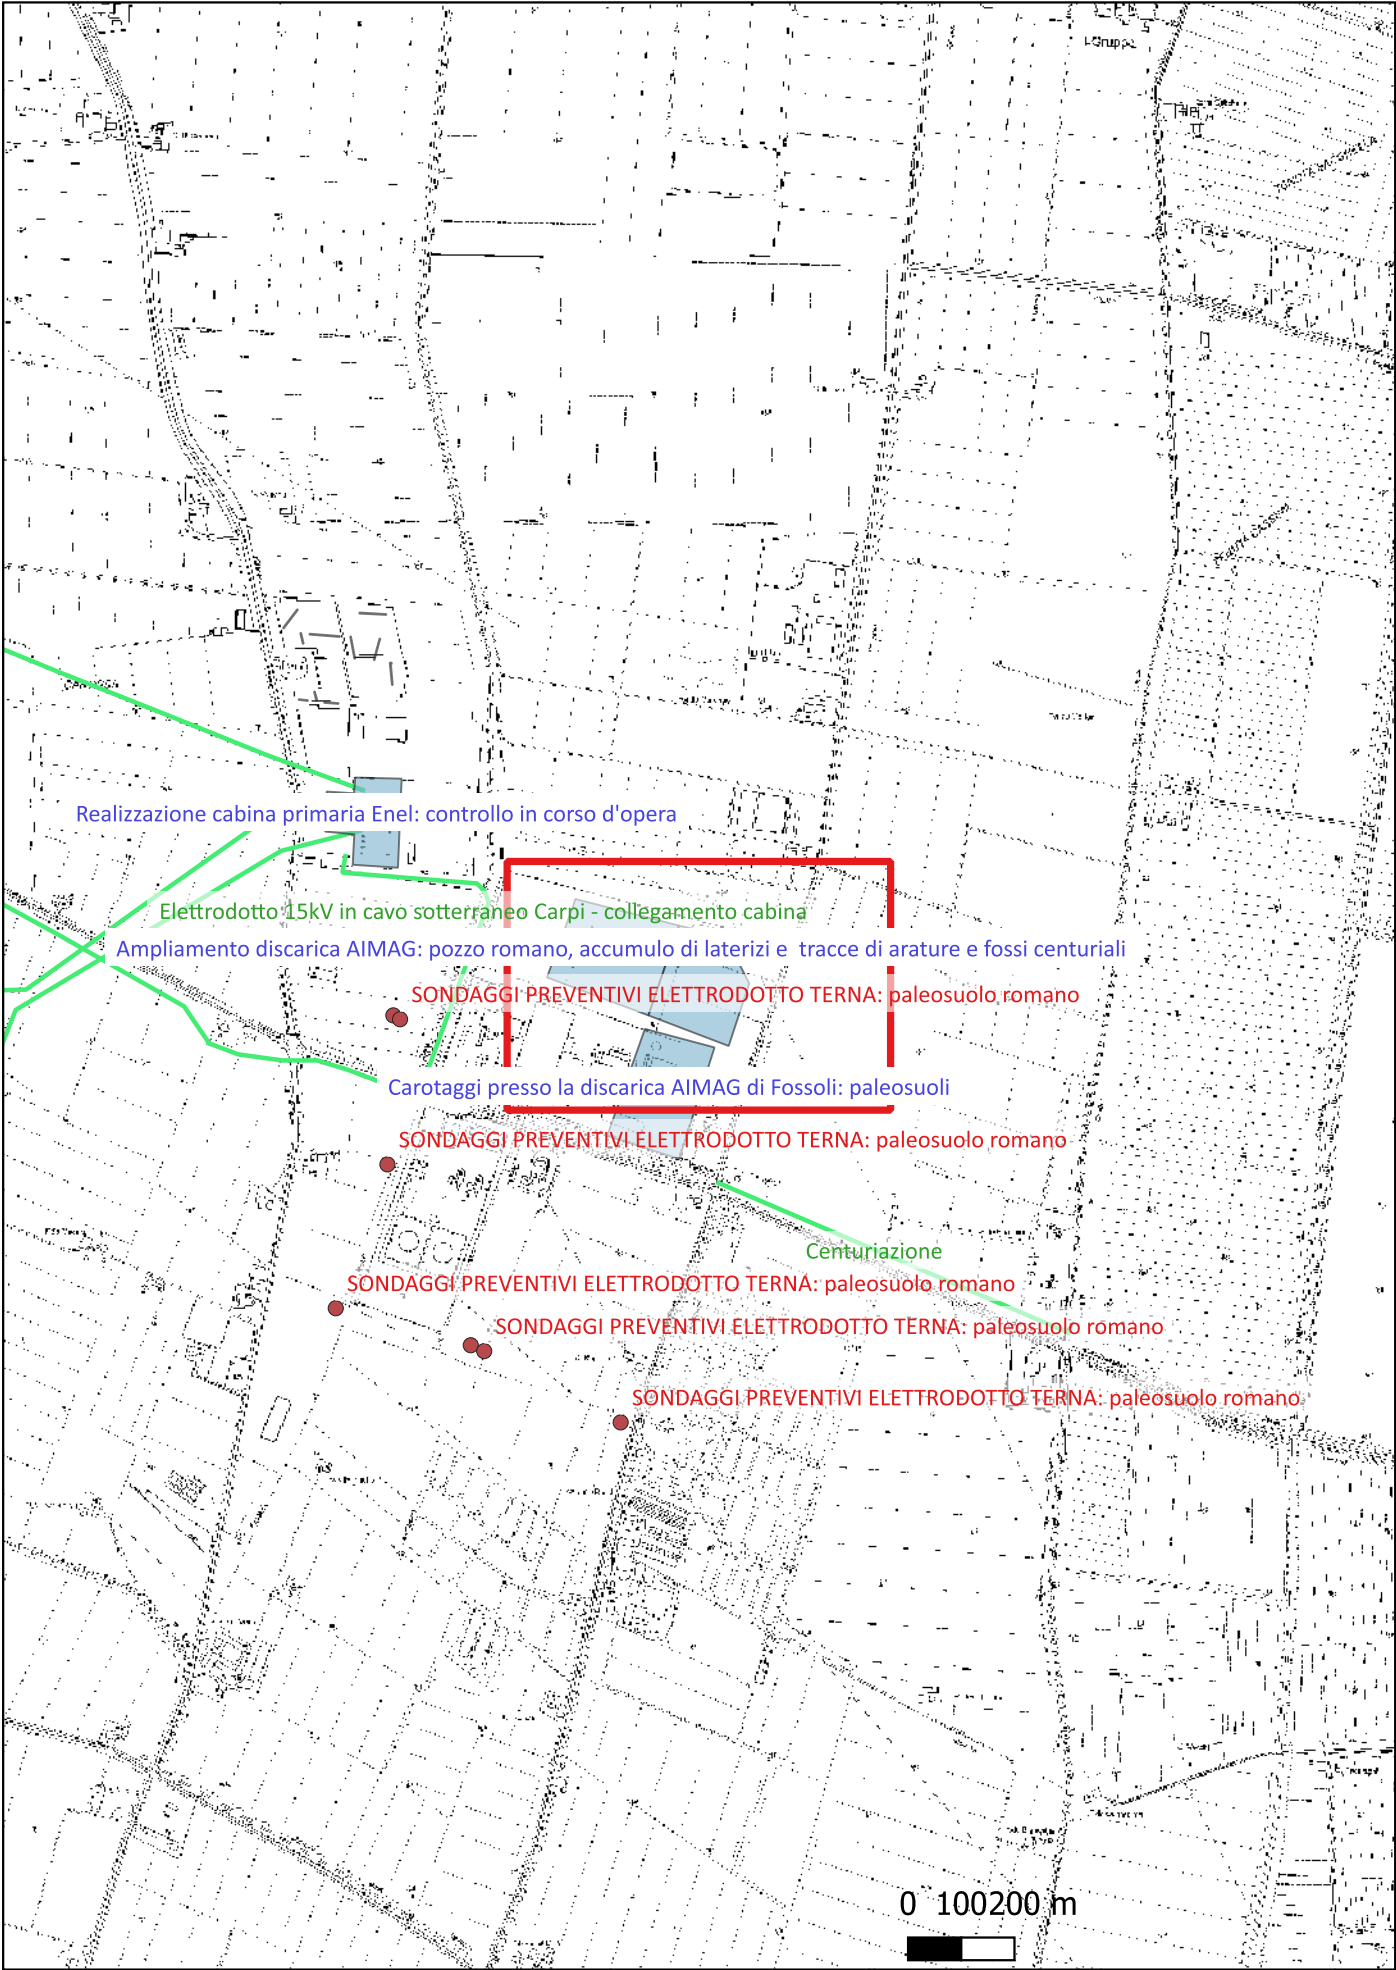 Realizzazione cabina primaria Enel: controllo in corso d'opera
Elettrodotto 15kV in cavo sotterraneo Carpi - collegamento cabina
Ampliamento discarica AIMAG: pozzo romano, accumulo di laterizi e tracce di arature e fossi centuriali
SONDAGGI PREVENTIVI ELETTRODOTTO TERNA: paleosuolo romano
Carotaggi presso la discarica AIMAG di Fossoli: paleosuoli
SONDAGGI PREVENTIVI ELETTRODOTTO TERNA: paleosuolo romano
Centuriazione
SONDAGGI PREVENTIVI ELETTRODOTTO TERNA: paleosuolo romano
SONDAGGI PREVENTIVI ELETTRODOTTO TERNA: paleosuolo romano
SONDAGGI PREVENTIVI ELETTRODOTTO TERNA: paleosuolo romano
0 100200 m